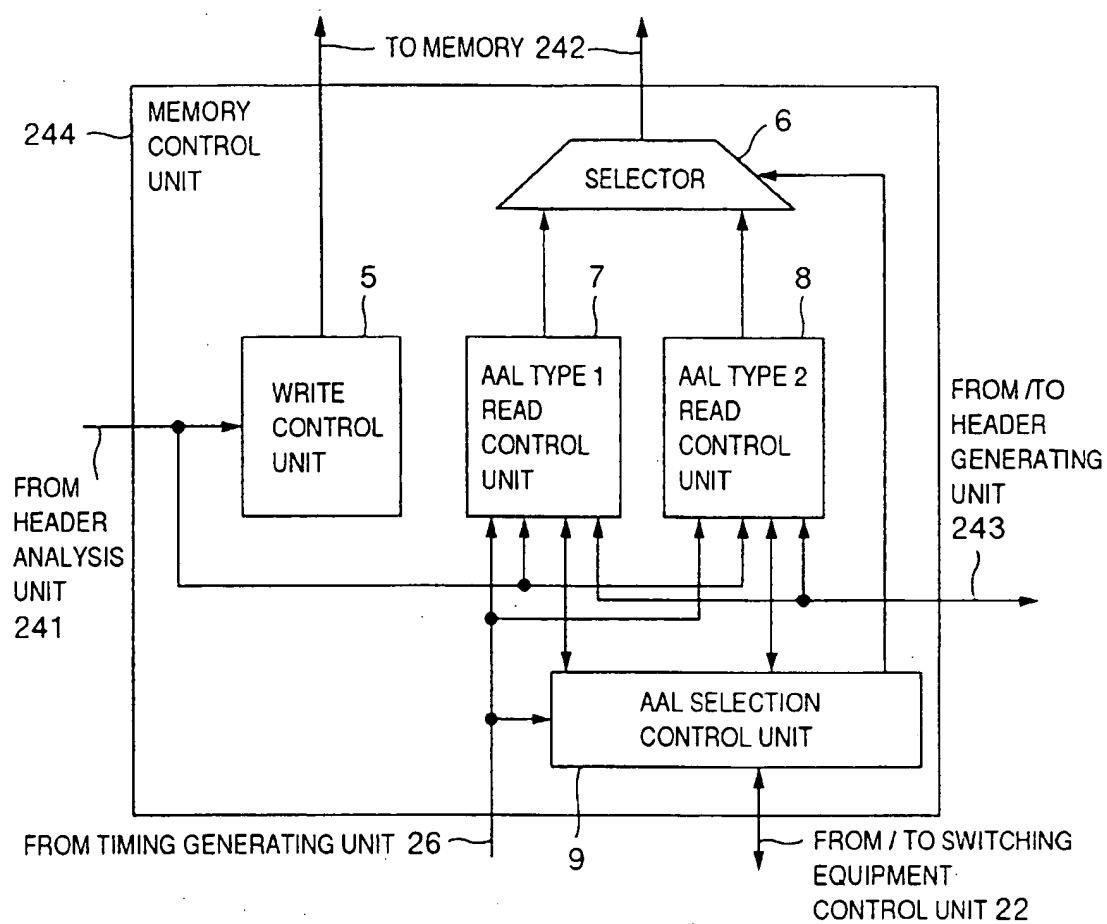 TO MEMORY 242
MEMORY
CONTROL
UNIT
244
6
SELECTOR
5
7
8
WRITE
CONTROL
UNIT
AAL TYPE 1
READ
CONTROL
UNIT
AAL TYPE 2
READ
CONTROL
UNIT
FROM /TO
HEADER
GENERATING
UNIT
243
FROM
HEADER
ANALYSIS
UNIT
241
AAL SELECTION
CONTROL UNIT
9
FROM TIMING GENERATING UNIT 26
FROM / TO SWITCHING
EQUIPMENT
CONTROL UNIT 22